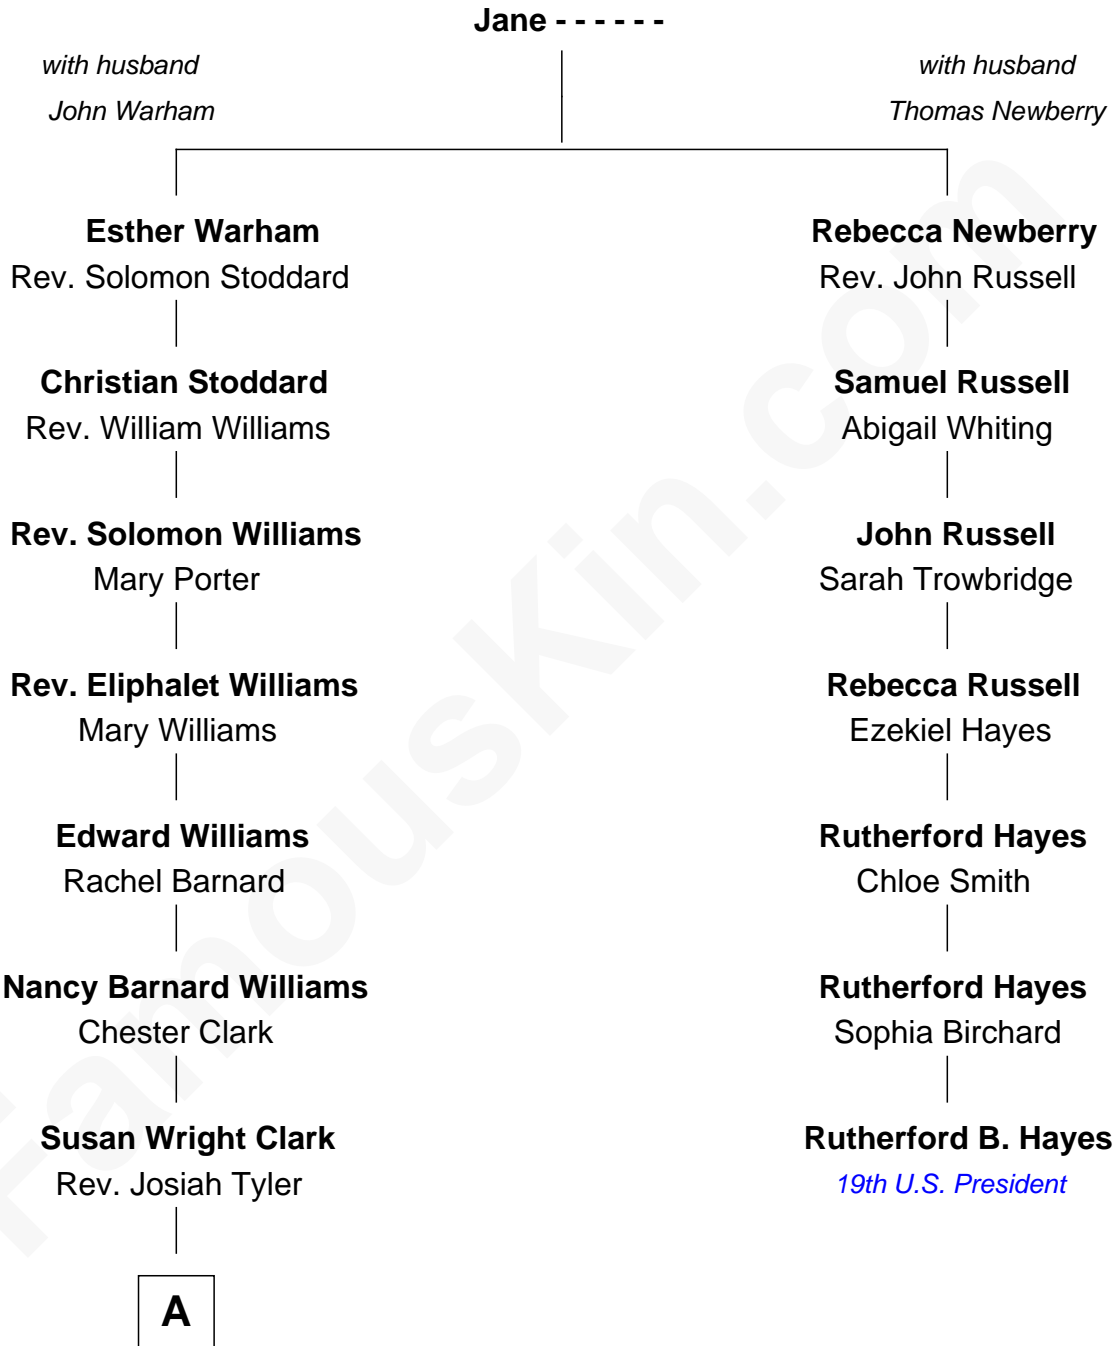 Jane - - - - - -
with husband
John Warham
with husband
Thomas Newberry
Esther Warham
Rev. Solomon Stoddard
Rebecca Newberry
Rev. John Russell
Christian Stoddard
Rev. William Williams
Samuel Russell
Abigail Whiting
Rev. Solomon Williams
Mary Porter
John Russell
Sarah Trowbridge
Rev. Eliphalet Williams
Mary Williams
Rebecca Russell
Ezekiel Hayes
Edward Williams
Rachel Barnard
Rutherford Hayes
Chloe Smith
Nancy Barnard Williams
Chester Clark
Rutherford Hayes
Sophia Birchard
Susan Wright Clark
Rev. Josiah Tyler
Rutherford B. Hayes
19th U.S. President
A
FamousKin.com